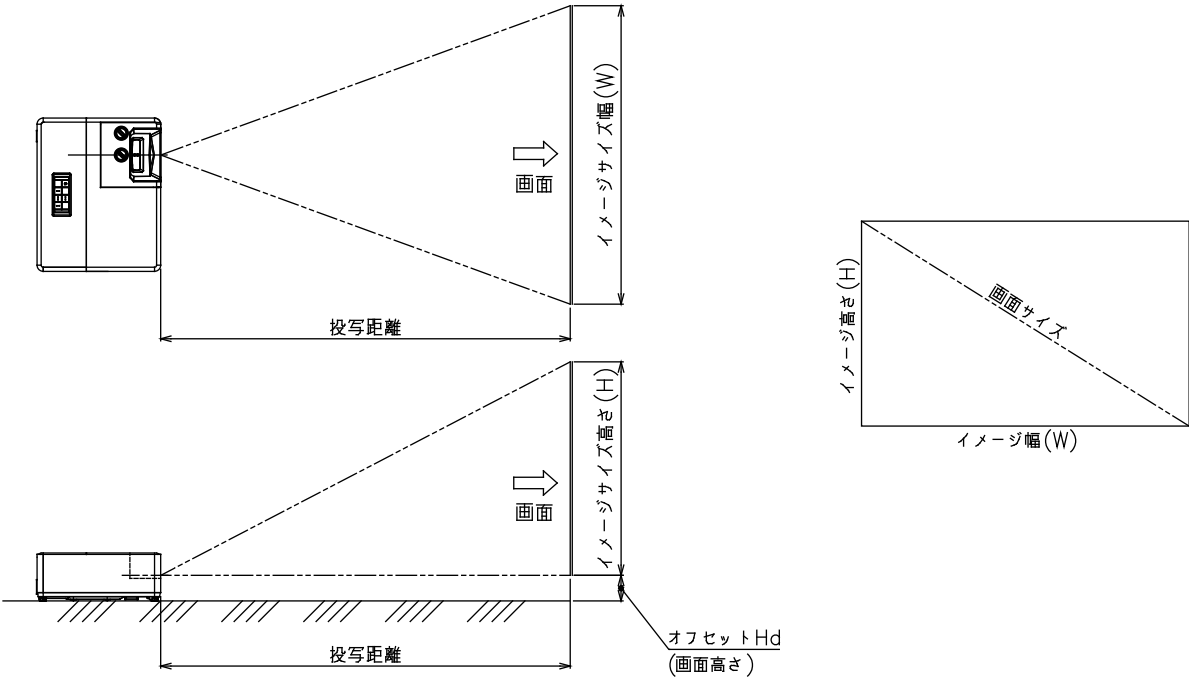 イメージサイズ幅(W)
画面
投写距離
イメージサイズ高さ(H)
画面
オフセットHd
(画面高さ)
投写距離
イメージ高さ(H)
画面サイズ
イメージ幅(W)